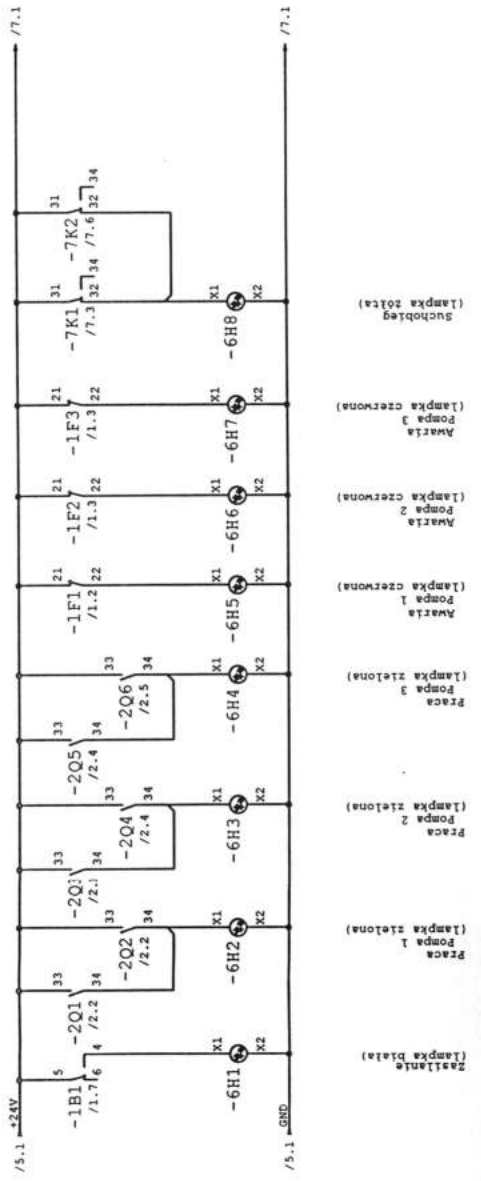 /7.1
/7.1
31
32
34
-7K2
/7.6
31
32
34
-7K1
/7.3
X1
X2
-6H8
Suchobieg
(lampka żółta)
21
22
-1F3
/1.3
X1
X2
-6H7
Awaria
Pompa 3
(lampka czerwona)
21
22
-1F2
/1.3
X1
X2
-6H6
Awaria
Pompa 2
(lampka czerwona)
21
22
-1F1
/1.2
X1
X2
-6H5
Awaria
Pompa 1
(lampka czerwona)
33
34
-2Q6
/2.5
33
34
-2Q5
/2.4
X1
X2
-6H4
Praca
Pompa 3
(lampka zielona)
33
34
-2Q4
/2.4
33
34
X1
X2
-6H3
Praca
Pompa 2
(lampka zielona)
33
34
-2Q2
/2.2
33
34
-2Q1
/2.2
X1
X2
-6H2
Praca
Pompa 1
(lampka zielona)
5
4
6
-1B1
/1.7
X1
X2
-6H1
Zasilanie
(lampka biała)
+24V
/5.1
GND
/5.1